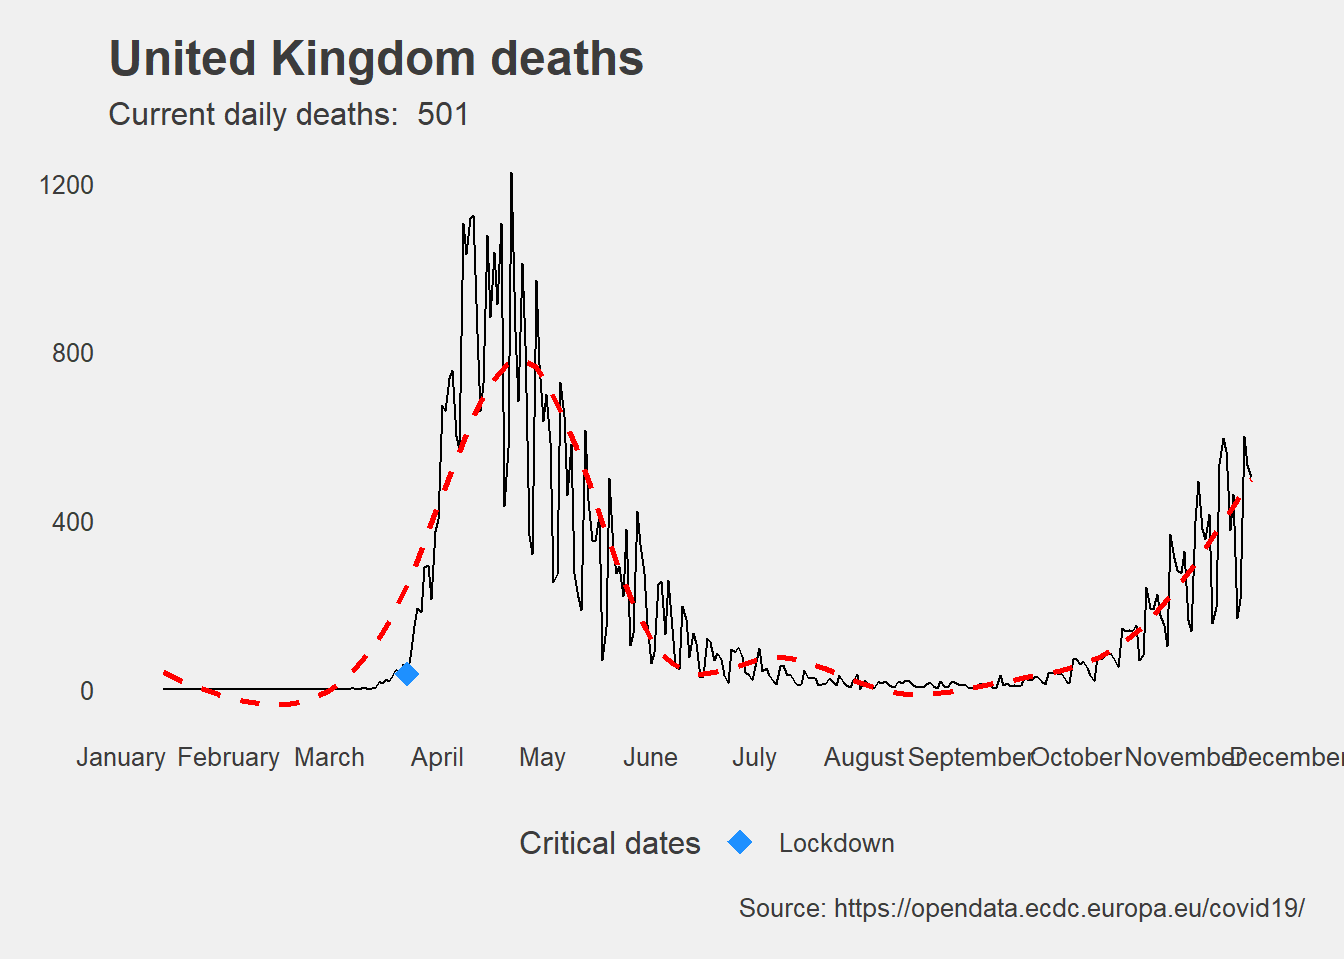 United Kingdom deaths
Current daily deaths:  501
1200
800
400
0
January February March April May June July August September October November December
Critical dates Lockdown
Source: https://opendata.ecdc.europa.eu/covid19/